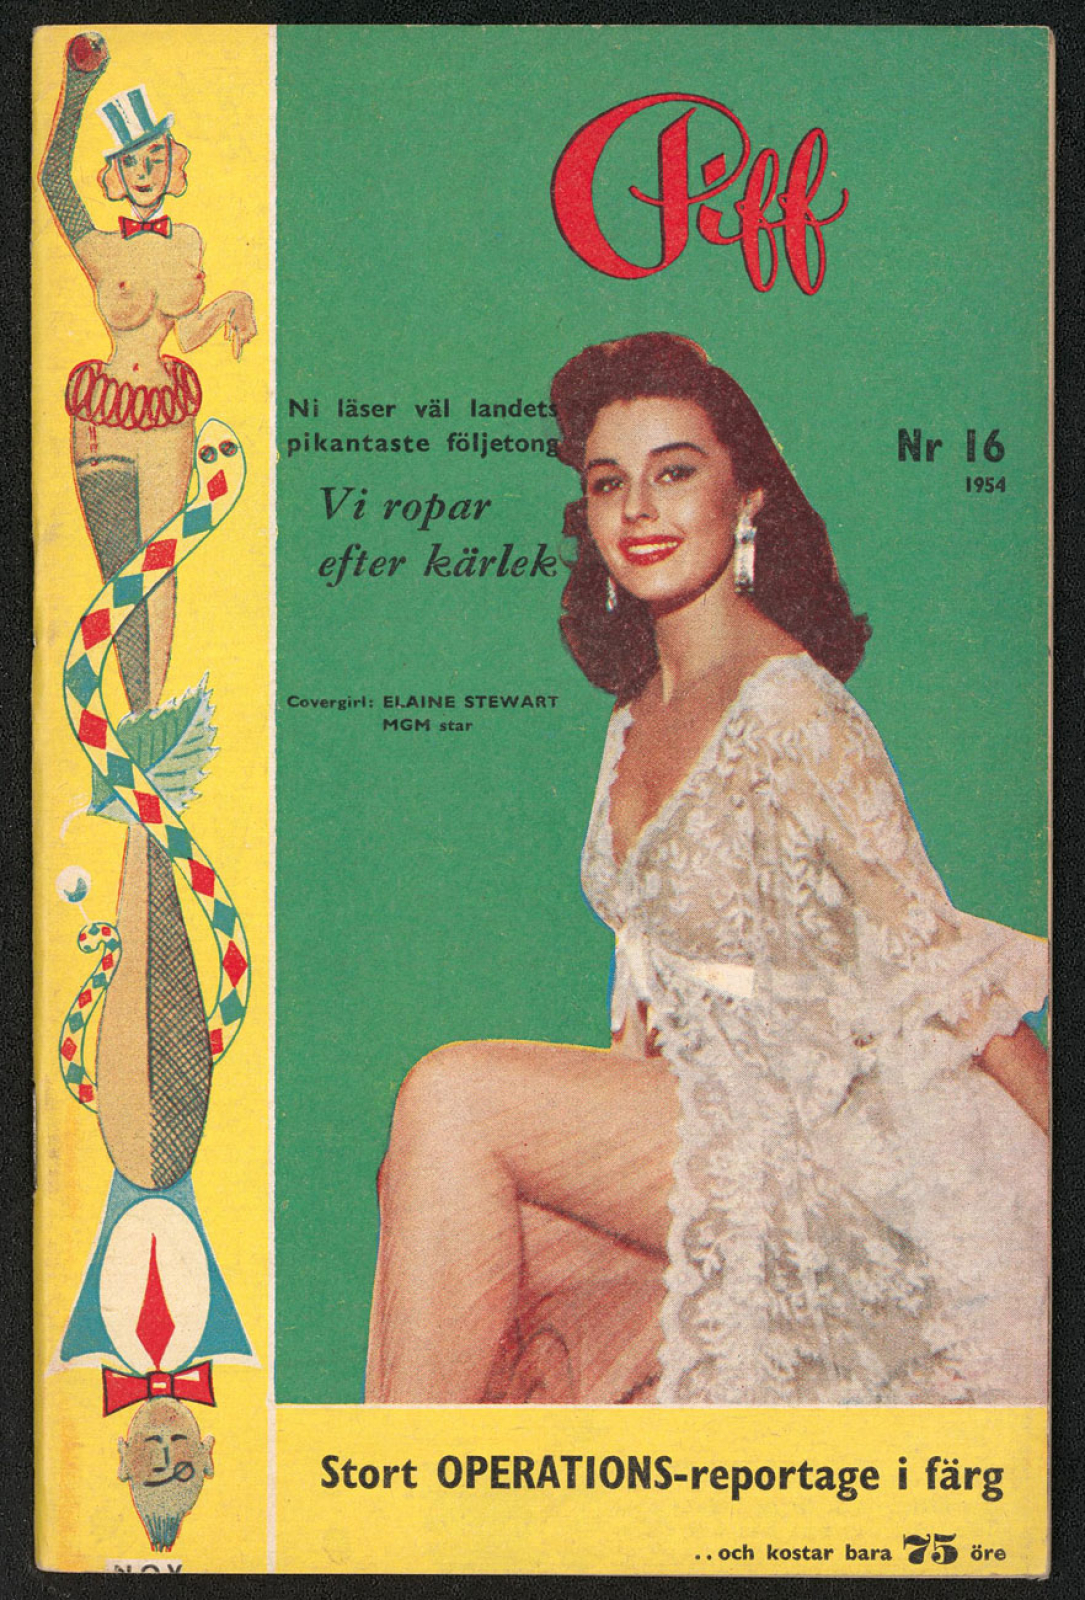 Piff
Ni läser väl landets
pikantaste följetong
Vi ropar
efter kärlek
Nr 16
1954
Covergirl: ELAINE STEWART
MGM star
Stort OPERATIONS-reportage i färg
..och kostar bara 75 öre
NOV